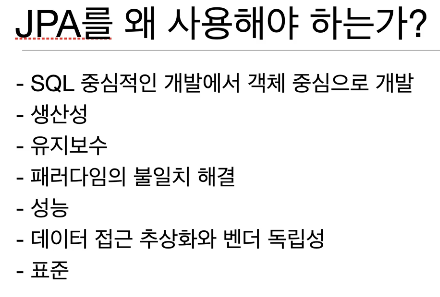 JPA를 왜 사용해야 하는가?
- SQL 중심적인 개발에서 객체 중심으로 개발
- 생산성
- 유지보수
- 패러다임의 불일치 해결
- 성능
- 데이터 접근 추상화와 벤더 독립성
- 표준